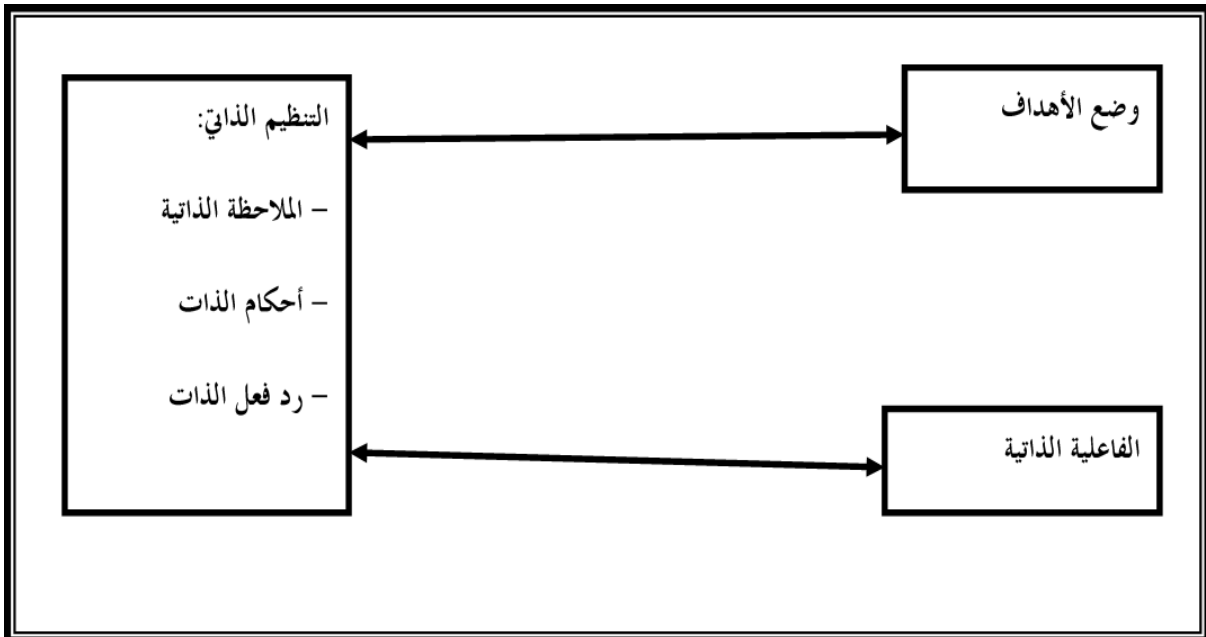 وضع الأهداف
التنظيم الذاتيّ:
– الملاحظة الذاتية
– أحكام الذات
– رد فعل الذات
الفاعلية الذاتية